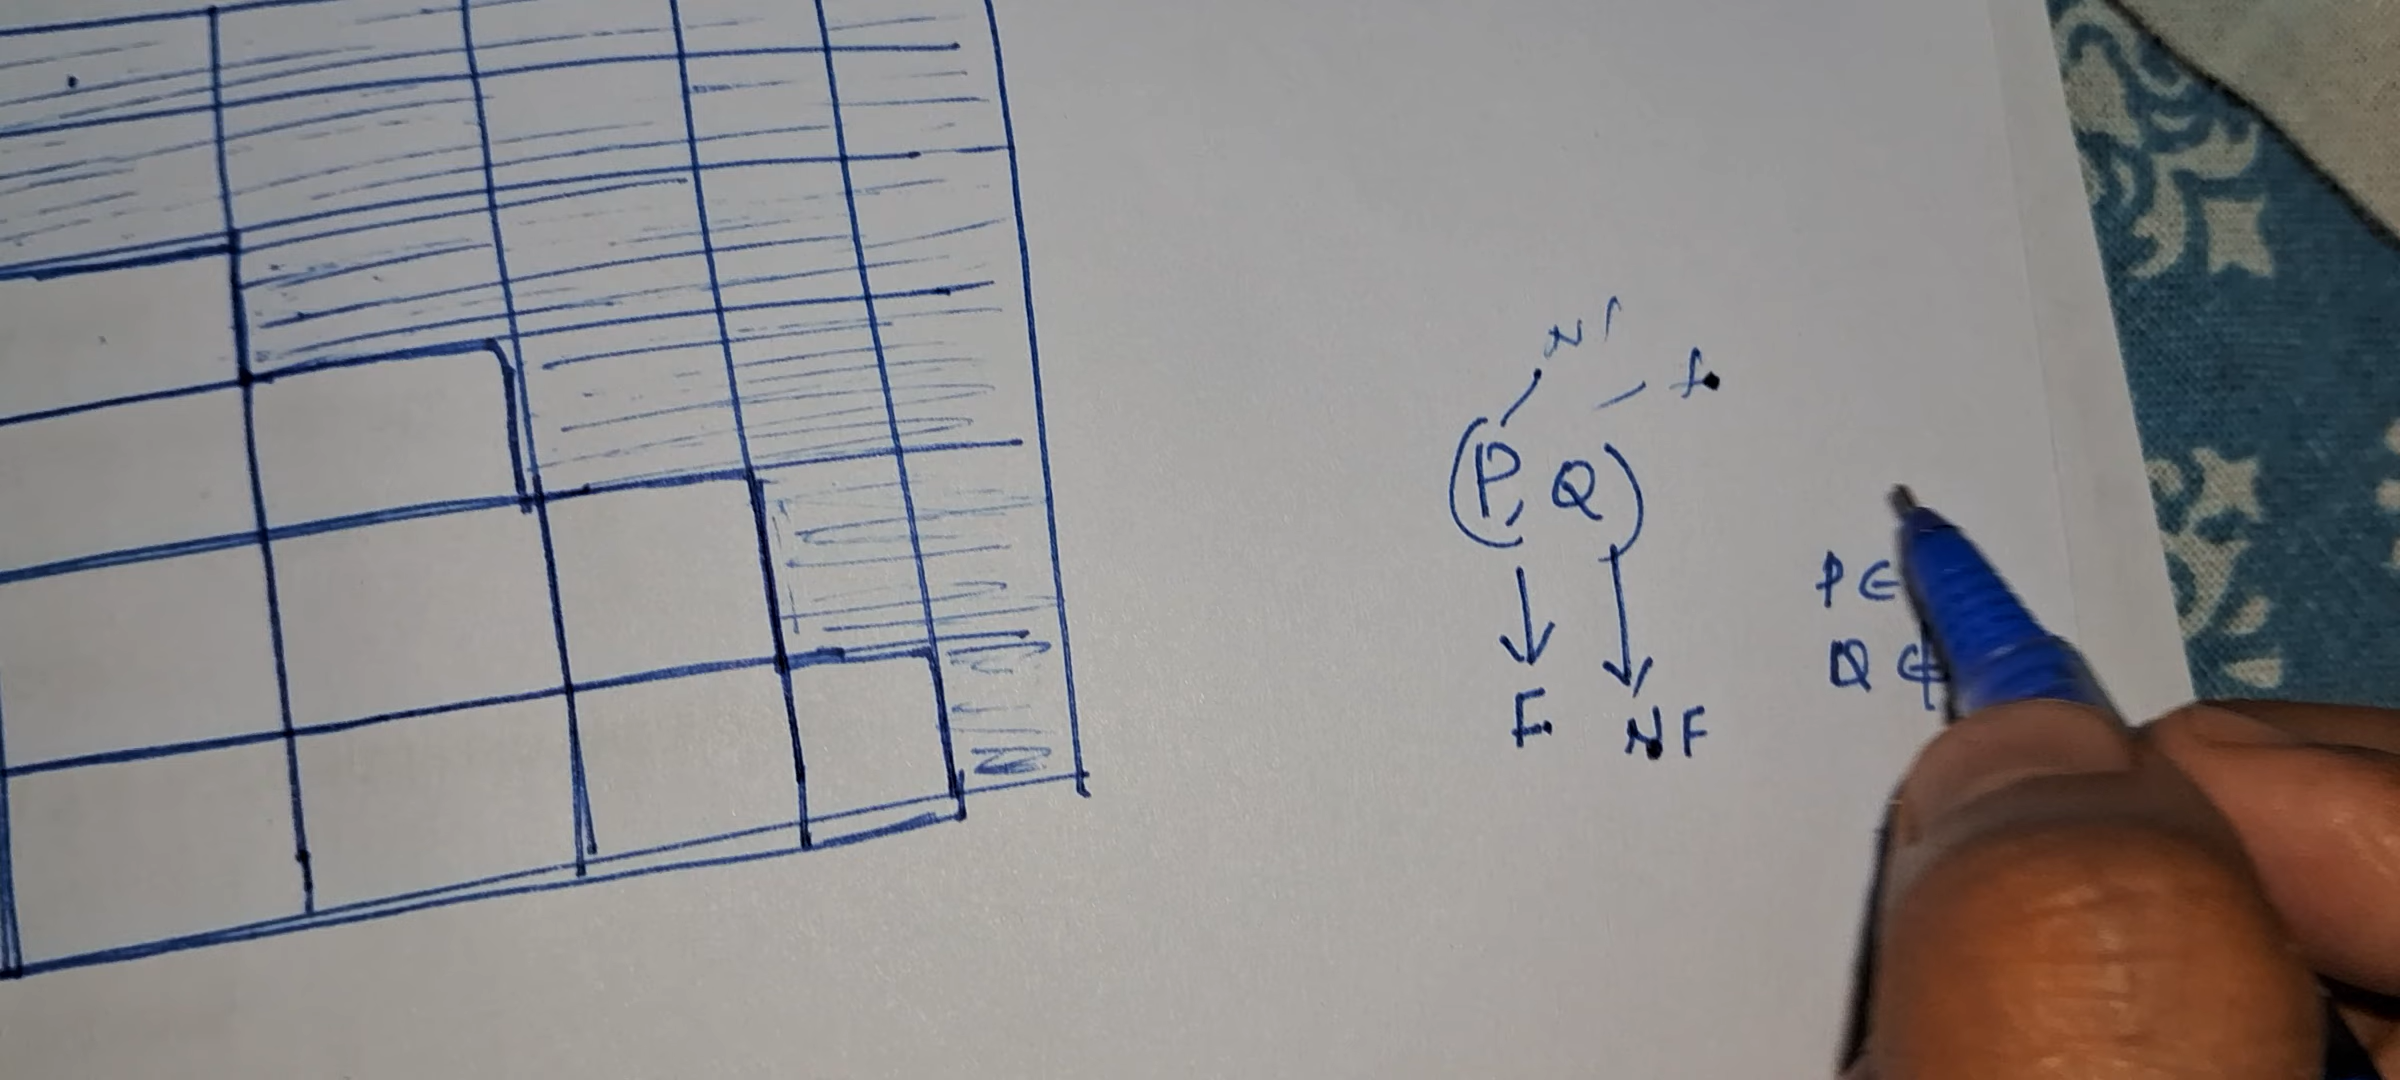 (P, Q)
F. NF
P ∈
Q ∉